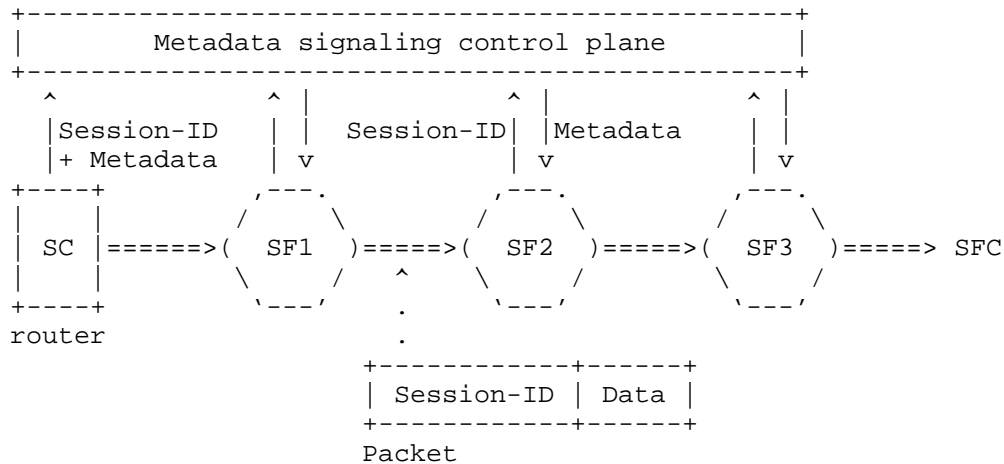 Metadata signaling control plane
Session-ID Session-ID Metadata
+ Metadata
SC SF1 SF2 SF3 SFC
router
Session-ID Data
Packet